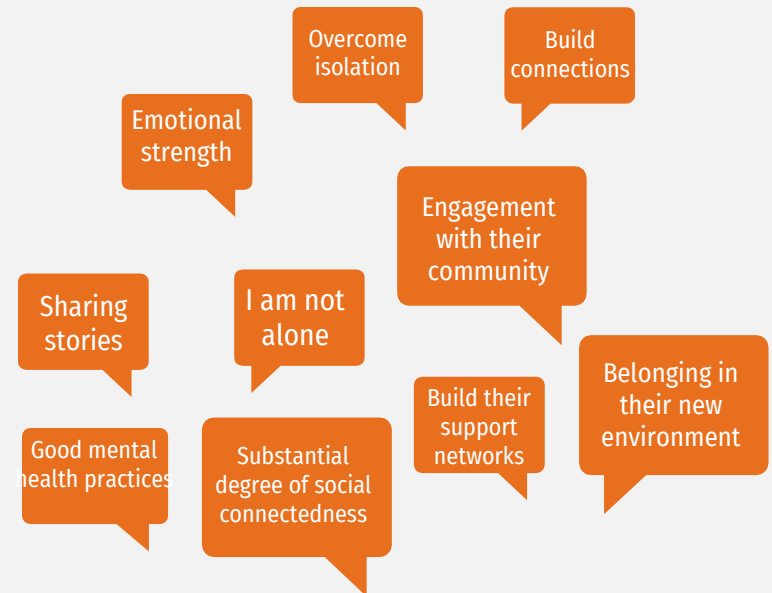 Overcome
isolation
Build
connections
Emotional
strength
Engagement
with their
community
Sharing
stories
I am not
alone
Belonging in
their new
environment
Build their
support
networks
Good mental
health practices
Substantial
degree of social
connectedness